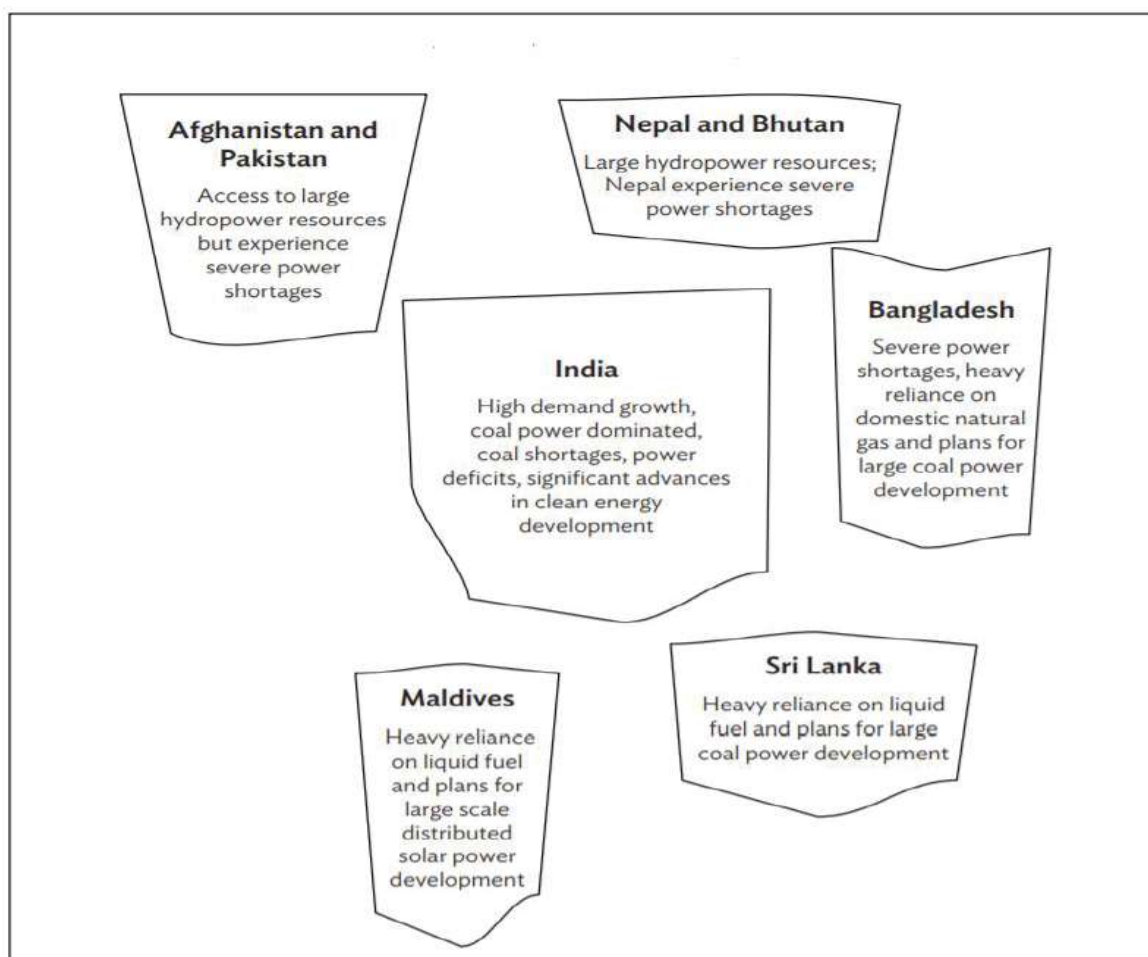 Afghanistan and
Pakistan
Access to large
hydropower resources
but experience
severe power
shortages
Nepal and Bhutan
Large hydropower resources;
Nepal experience severe
power shortages
Bangladesh
Severe power
shortages, heavy
reliance on
domestic natural
gas and plans for
large coal power
development
India
High demand growth,
coal power dominated,
coal shortages, power
deficits, significant advances
in clean energy
development
Maldives
Heavy reliance
on liquid fuel
and plans for
large scale
distributed
solar power
development
Sri Lanka
Heavy reliance on liquid
fuel and plans for large
coal power development